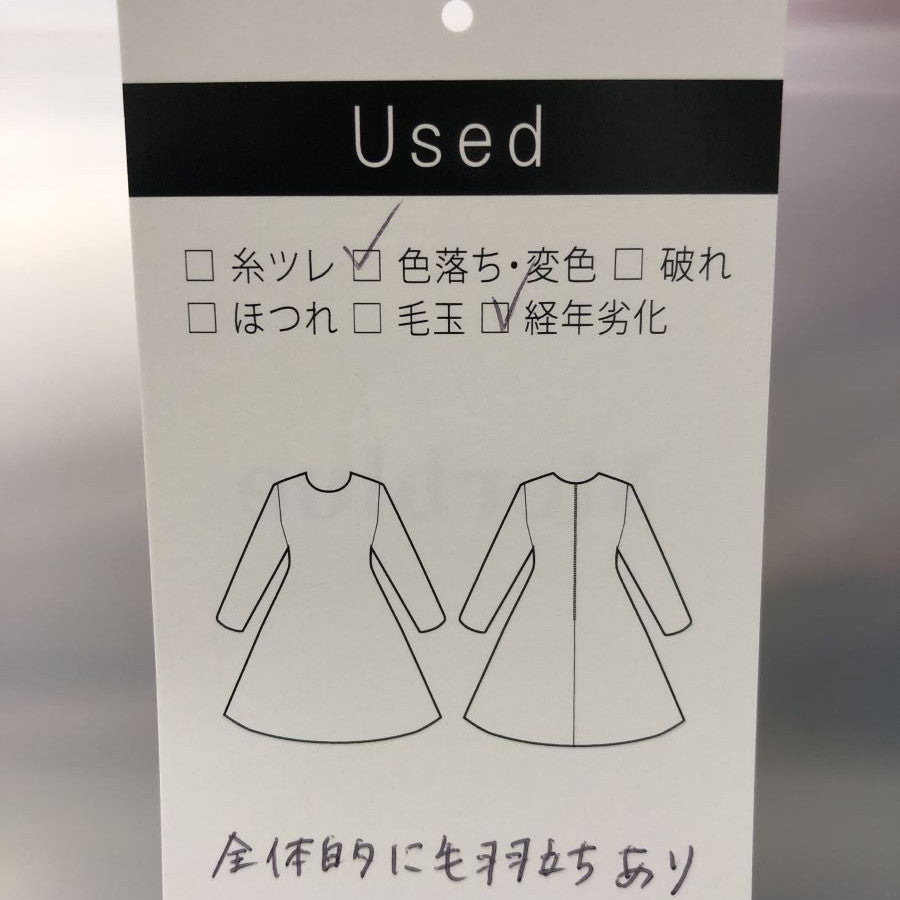 Used
□ 糸ツレ ☑ 色落ち・変色 □ 破れ
□ ほつれ □ 毛玉 ☑ 経年劣化
全体的に毛羽立ちあり